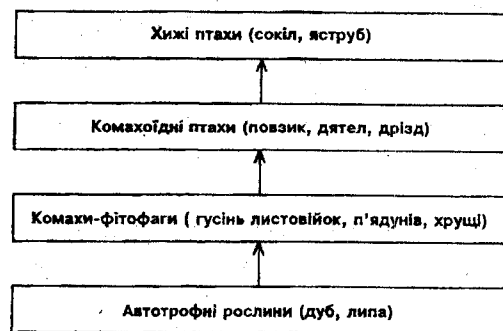 Хижі птахи (сокіл, яструб)
Комахоїдні птахи (повзик, дятел, дрізд)
Комахи-фітофаги ( гусінь листовійок, п'ядунів, хрущі)
Автотрофні рослини (дуб, липа)